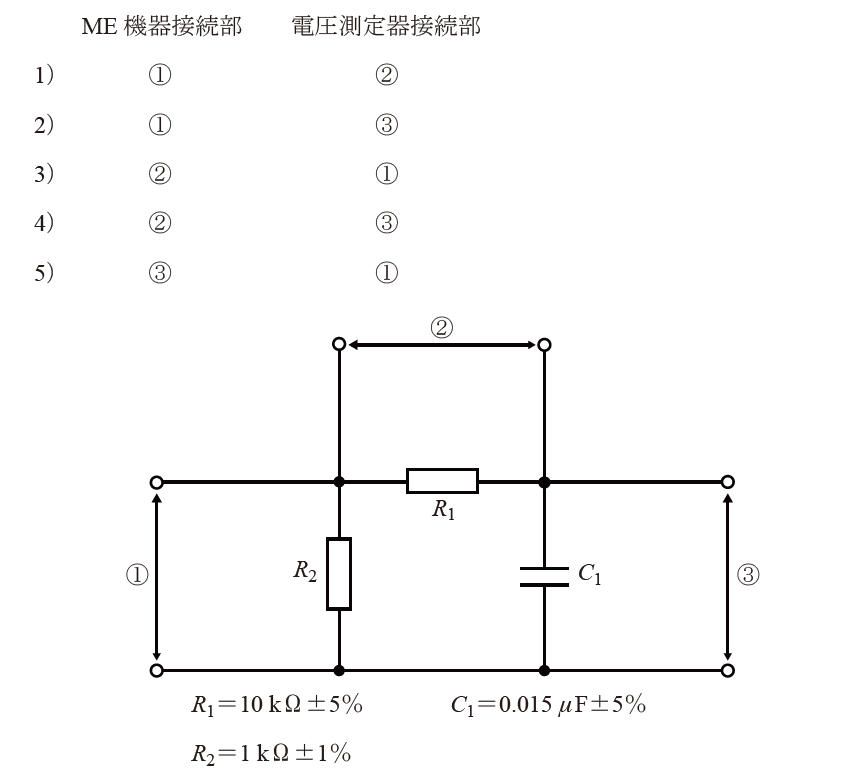 ME 機器接続部 電圧測定器接続部
1) ① ②
2) ① ③
3) ② ①
4) ② ③
5) ③ ①
②
R1
① R2 C1 ③
R1=10 kΩ ±5% C1=0.015 μF±5%
R2=1 kΩ ±1%